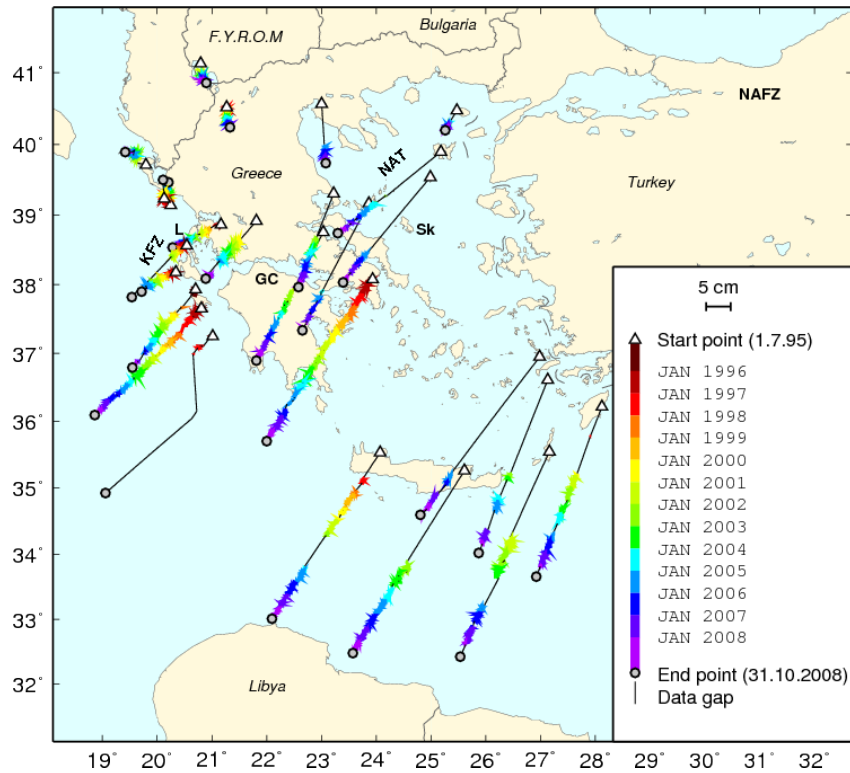 F.Y.R.O.M
Bulgaria
41°
NAFZ
40°
NAT
Greece
Turkey
39°
L
Sk
KFZ
38°
GC
5 cm
37°
Start point (1.7.95)
JAN 1996
JAN 1997
36°
JAN 1998
JAN 1999
JAN 2000
35°
JAN 2001
JAN 2002
JAN 2003
34°
JAN 2004
JAN 2005
JAN 2006
33°
JAN 2007
JAN 2008
32°
Libya
End point (31.10.2008)
Data gap
19° 20° 21° 22° 23° 24° 25° 26° 27° 28° 29° 30° 31° 32°